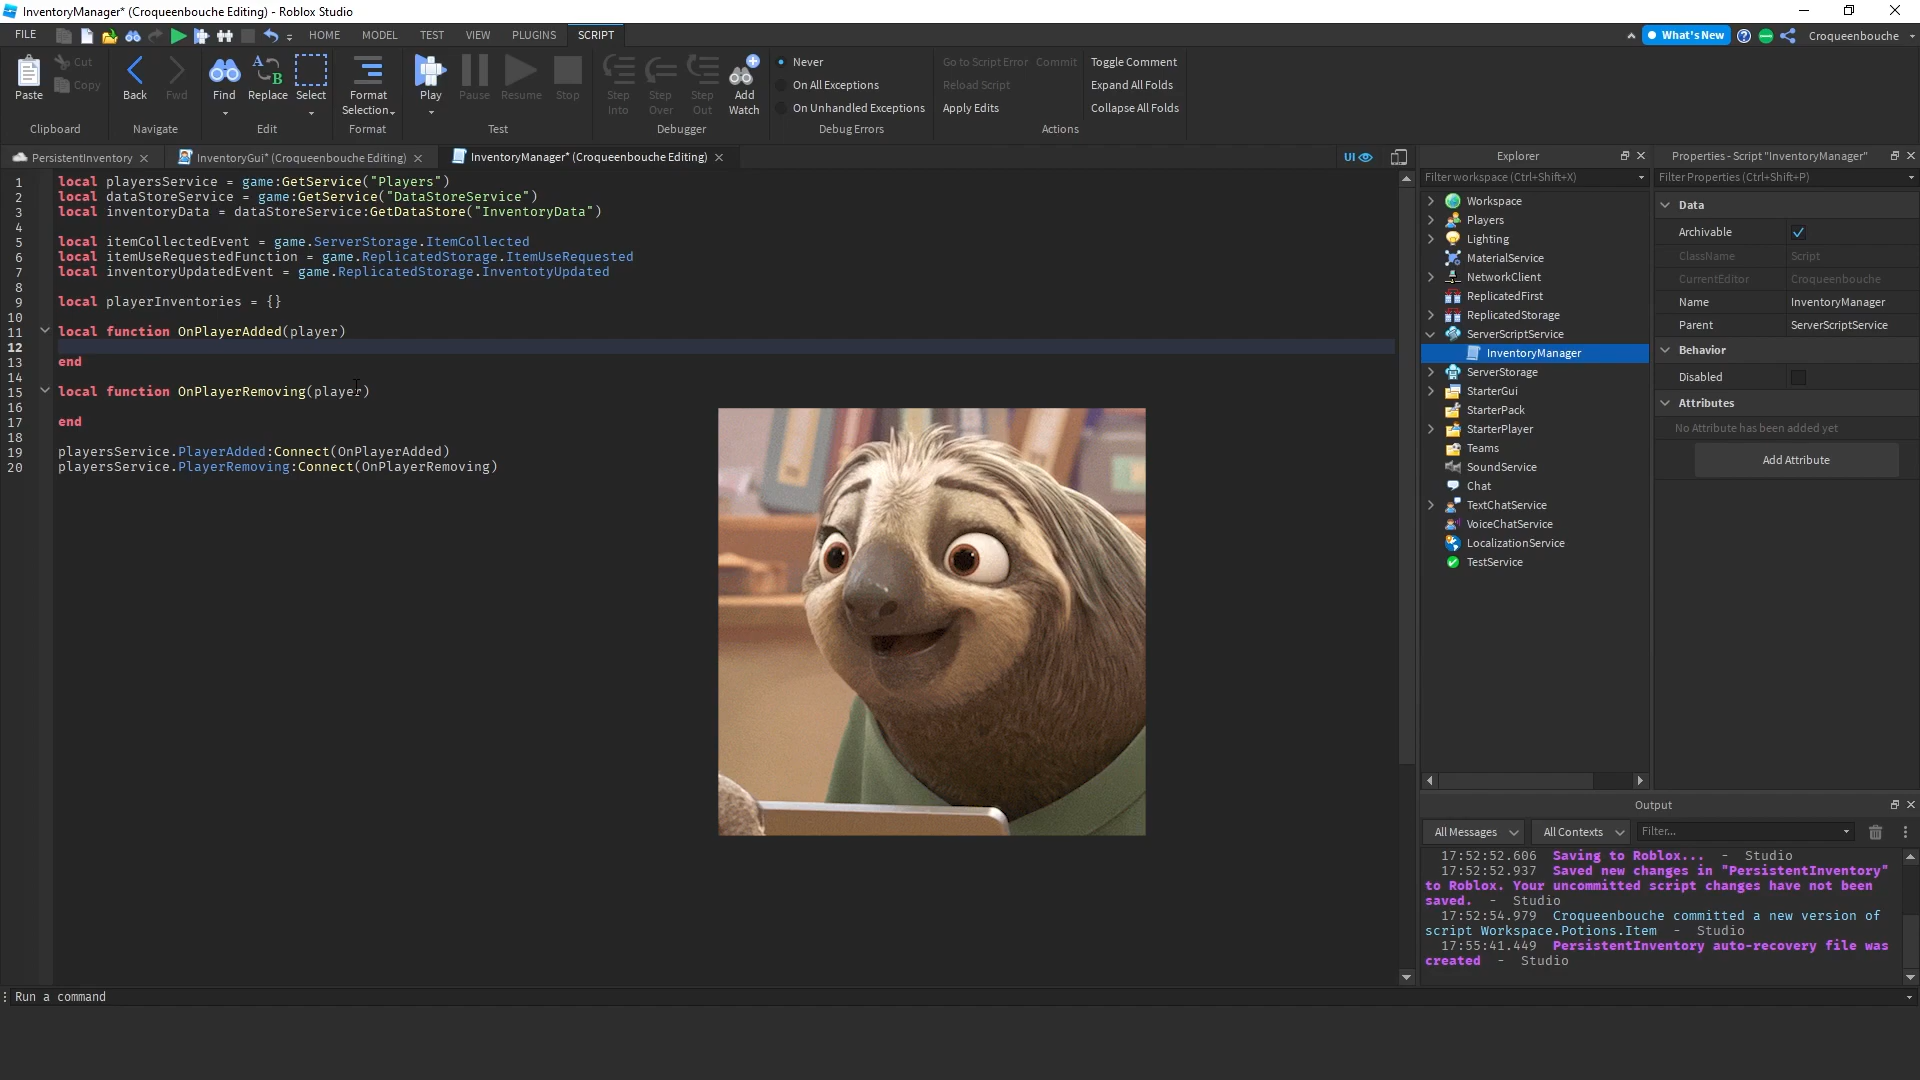 InventoryManager* (Croqueenbouche Editing) - Roblox Studio
FILE HOME MODEL TEST VIEW PLUGINS SCRIPT What's New Croqueenbouche
Paste Cut Copy Back Fwd Find Replace Select Format Selection Play Pause Resume Stop Step Into Step Over Step Out Add Watch
Never Go to Script Error Commit Toggle Comment
On All Exceptions Reload Script Expand All Folds
On Unhandled Exceptions Apply Edits Collapse All Folds
Clipboard Navigate Edit Format Test Debugger Debug Errors Actions
PersistentInventory InventoryGui* (Croqueenbouche Editing) InventoryManager* (Croqueenbouche Editing) UI
1 local playersService = game:GetService("Players")
2 local dataStoreService = game:GetService("DataStoreService")
3 local inventoryData = dataStoreService:GetDataStore("InventoryData")
4
5 local itemCollectedEvent = game.ServerStorage.ItemCollected
6 local itemUseRequestedFunction = game.ReplicatedStorage.ItemUseRequested
7 local inventoryUpdatedEvent = game.ReplicatedStorage.InventotyUpdated
8
9 local playerInventories = {}
10
11 local function OnPlayerAdded(player)
12
13 end
14
15 local function OnPlayerRemoving(player)
16
17 end
18
19 playersService.PlayerAdded:Connect(OnPlayerAdded)
20 playersService.PlayerRemoving:Connect(OnPlayerRemoving)
Explorer
Filter workspace (Ctrl+Shift+X)
Workspace
Players
Lighting
MaterialService
NetworkClient
ReplicatedFirst
ReplicatedStorage
ServerScriptService
InventoryManager
ServerStorage
StarterGui
StarterPack
StarterPlayer
Teams
SoundService
Chat
TextChatService
VoiceChatService
LocalizationService
TestService
Properties - Script "InventoryManager"
Filter Properties (Ctrl+Shift+P)
Data
Archivable
ClassName Script
CurrentEditor Croqueenbouche
Name InventoryManager
Parent ServerScriptService
Behavior
Disabled
Attributes
No Attribute has been added yet
Add Attribute
Output
All Messages All Contexts Filter...
17:52:52.606 Saving to Roblox... - Studio
17:52:52.937 Saved new changes in "PersistentInventory"
to Roblox. Your uncommitted script changes have not been
saved. - Studio
17:52:54.979 Croqueenbouche committed a new version of
script Workspace.Potions.Item - Studio
17:55:41.449 PersistentInventory auto-recovery file was
created - Studio
Run a command